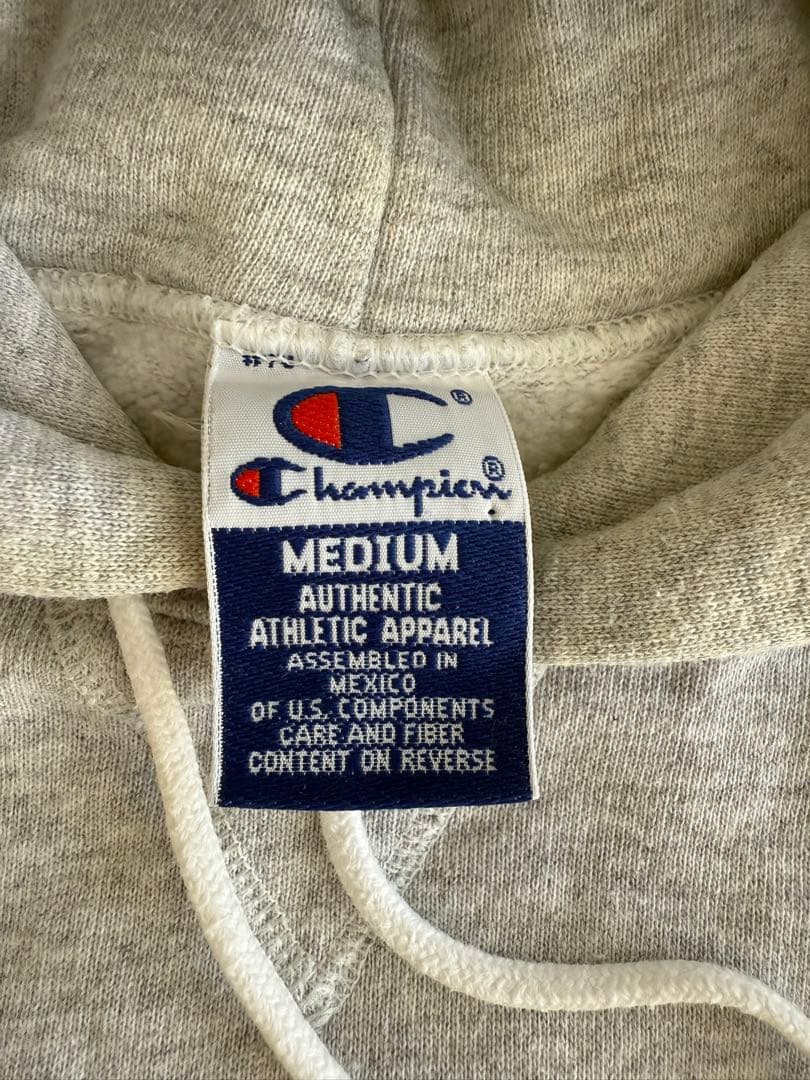 ®
Champion®
MEDIUM
AUTHENTIC
ATHLETIC APPAREL
ASSEMBLED IN
MEXICO
OF U.S. COMPONENTS
CARE AND FIBER
CONTENT ON REVERSE